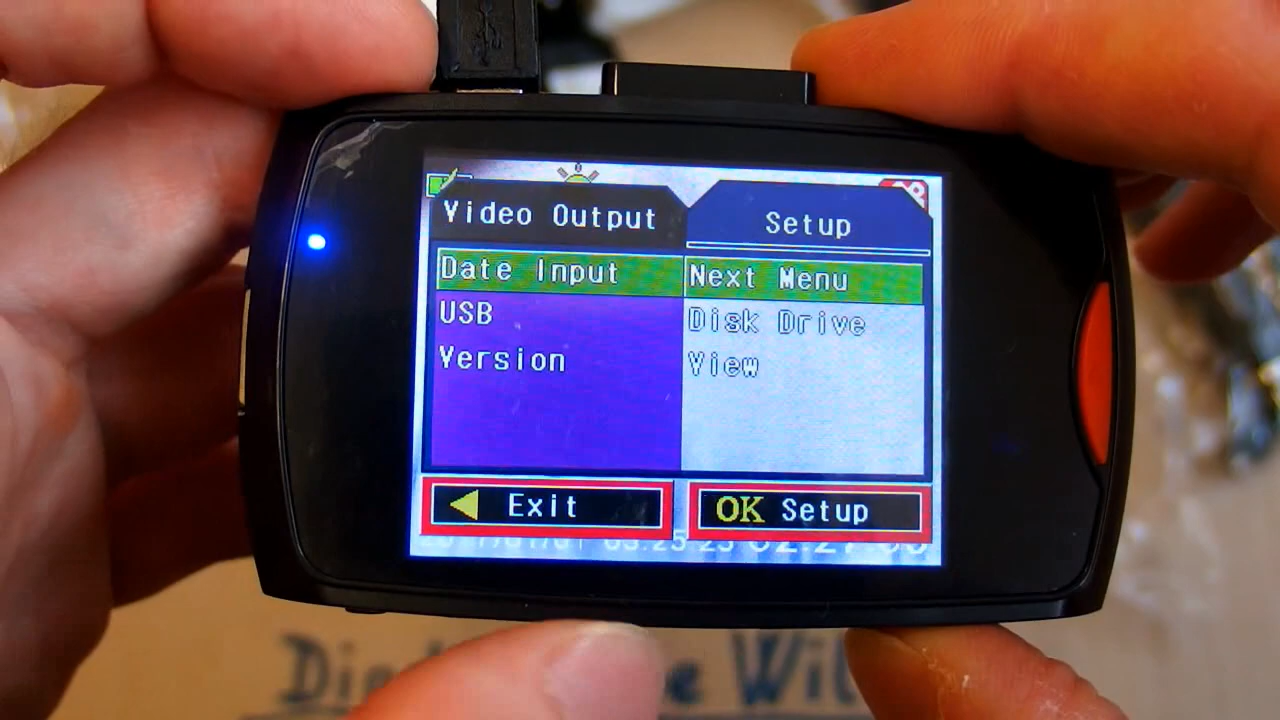 Video Output
Setup
Date Input
Next Menu
USB
Disk Drive
Version
View
Exit
OK Setup